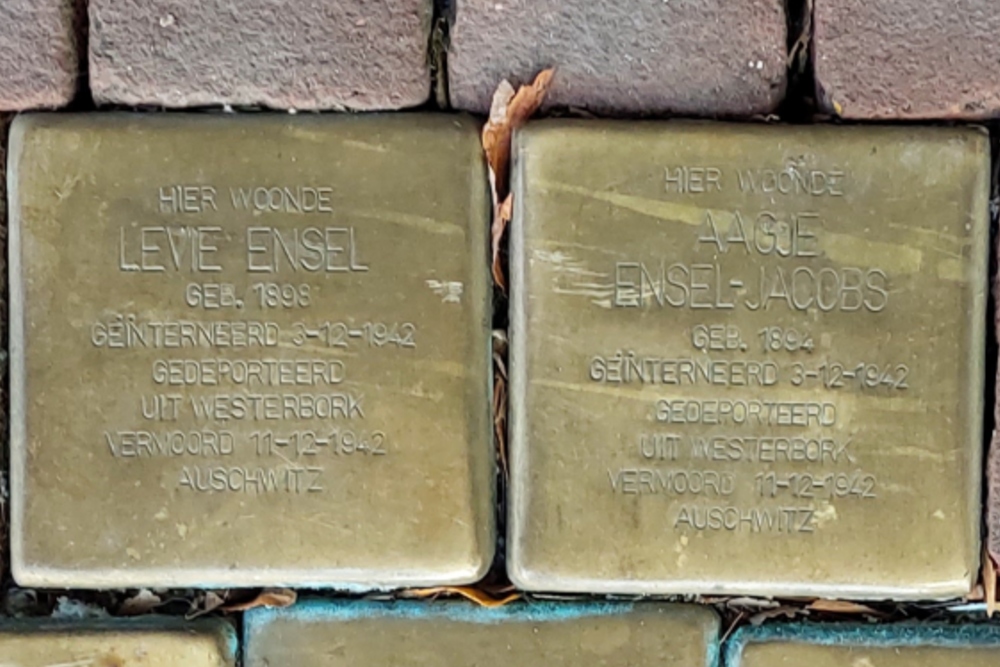 HIER WOONDE
LEVIE ENSEL
GEB. 1898
GEÏNTERNEERD 3-12-1942
GEDEPORTEERD
UIT WESTERBORK
VERMOORD 11-12-1942
AUSCHWITZ
HIER WOONDE
AAGJE
ENSEL-JACOBS
GEB. 1894
GEÏNTERNEERD 3-12-1942
GEDEPORTEERD
UIT WESTERBORK
VERMOORD 11-12-1942
AUSCHWITZ